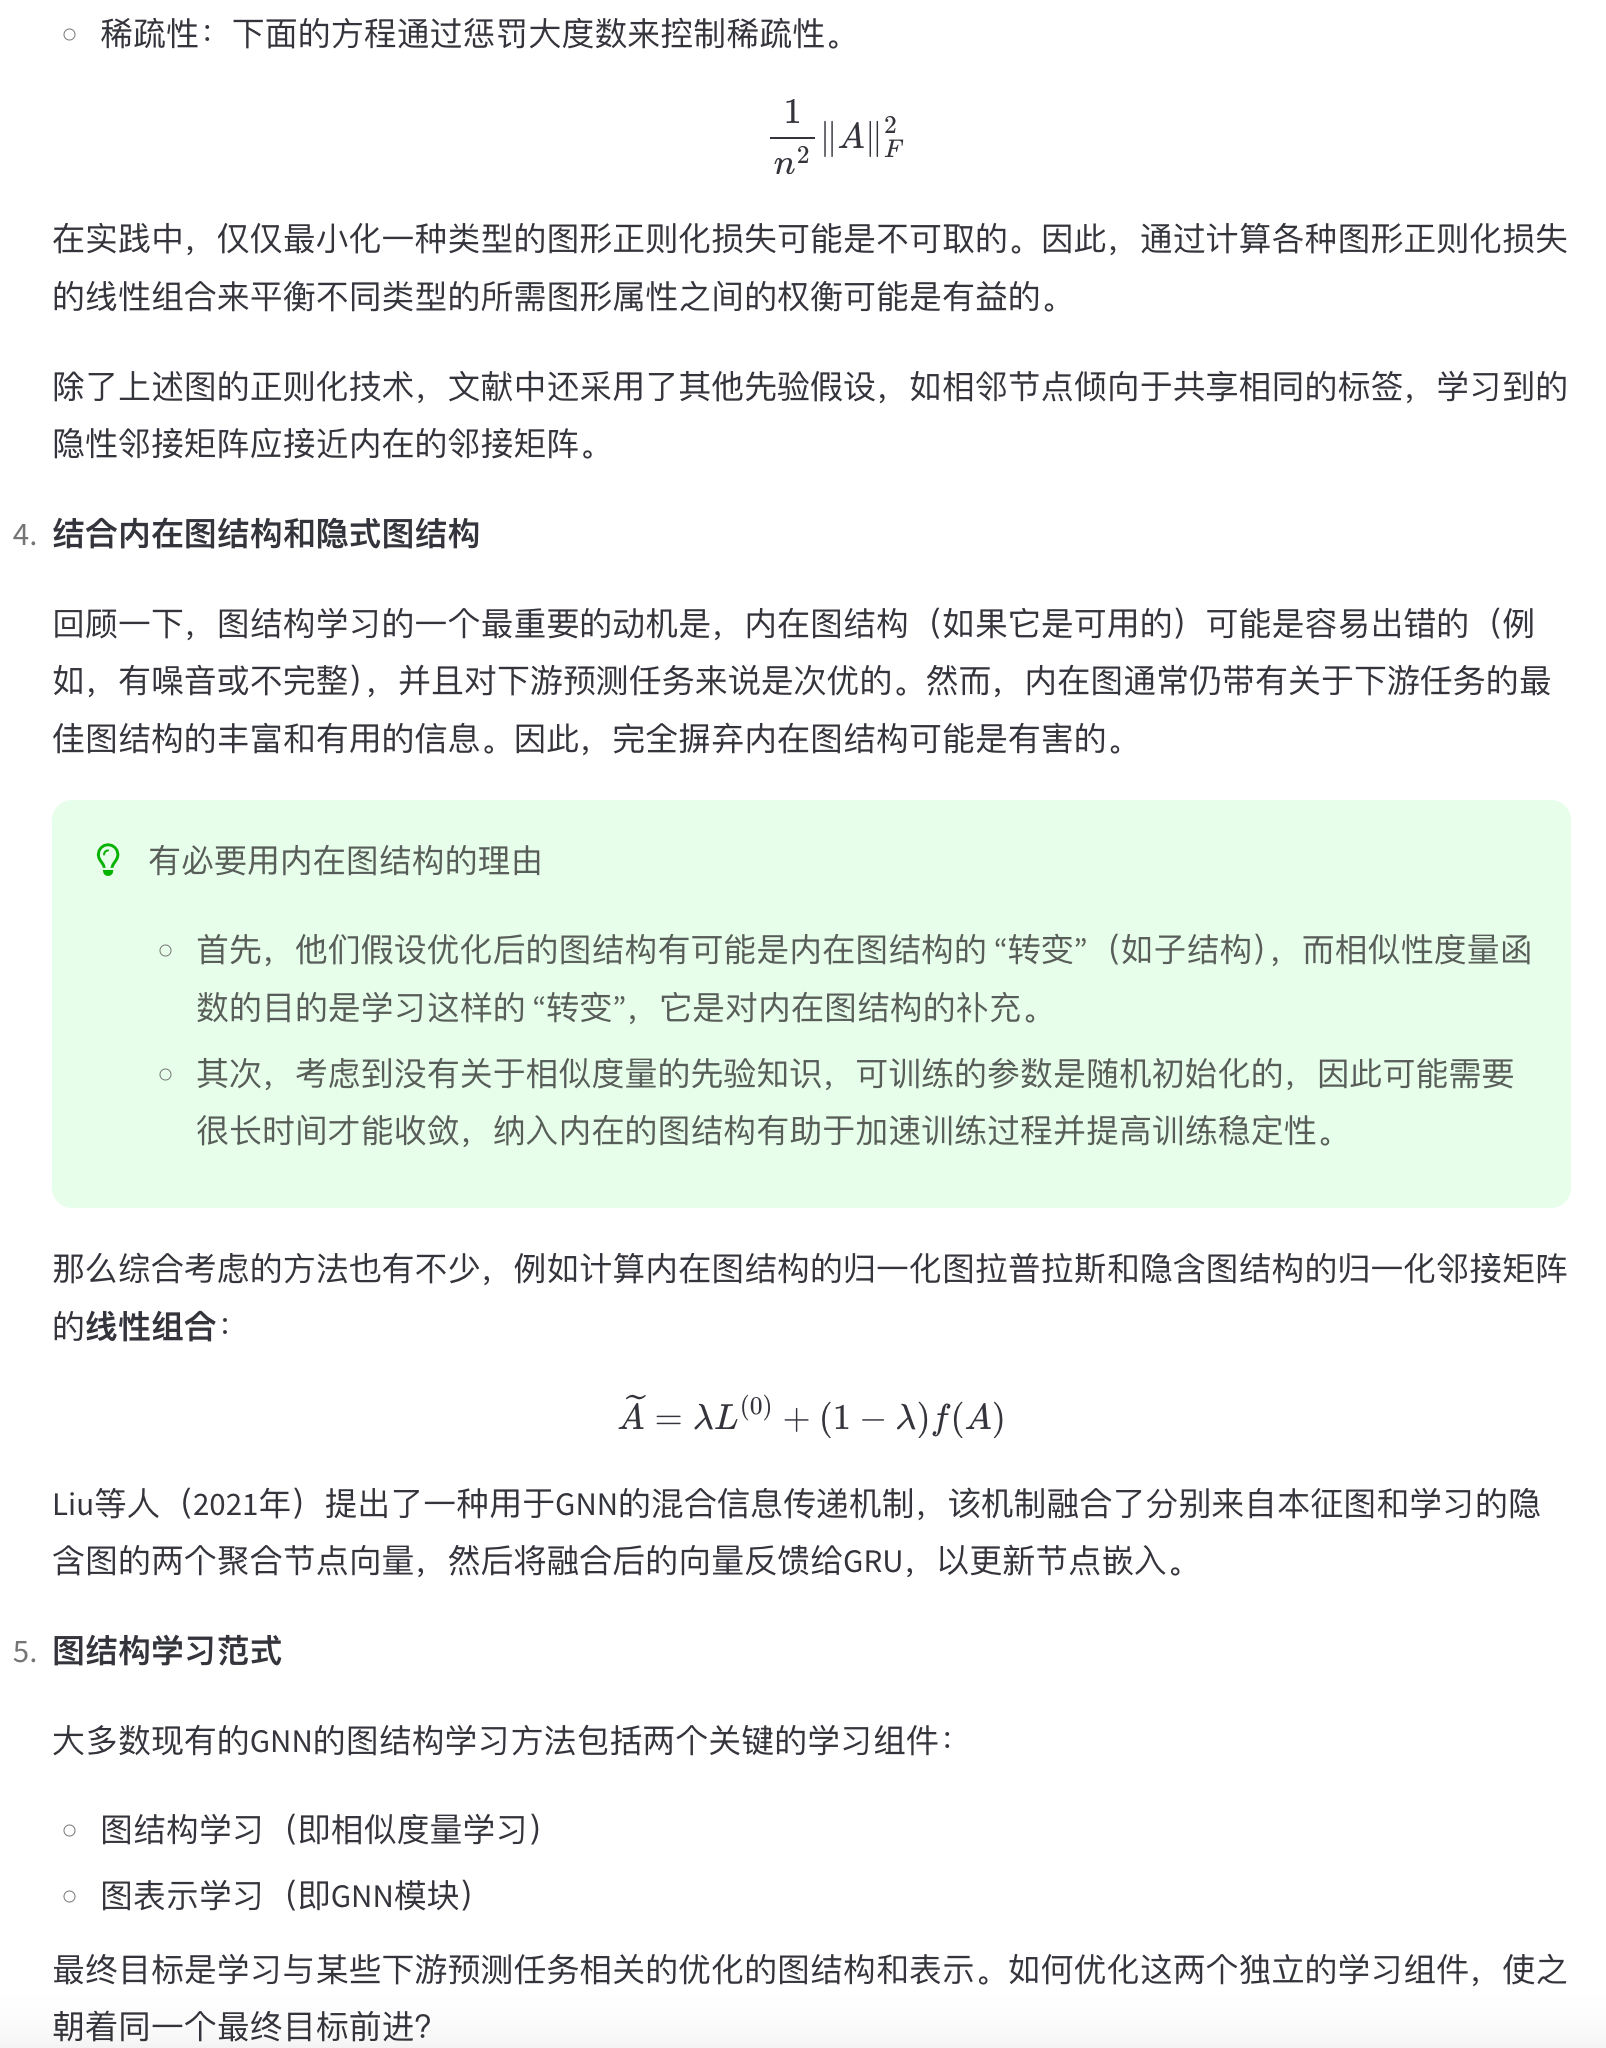 稀疏性：下面的方程通过惩罚大度数来控制稀疏性。
$$\frac{1}{n^2}\|A\|_F^2$$
在实践中，仅仅最小化一种类型的图形正则化损失可能是不可取的。因此，通过计算各种图形正则化损失
的线性组合来平衡不同类型的所需图形属性之间的权衡可能是有益的。
除了上述图的正则化技术，文献中还采用了其他先验假设，如相邻节点倾向于共享相同的标签，学习到的
隐性邻接矩阵应接近内在的邻接矩阵。
4. 结合内在图结构和隐式图结构
回顾一下，图结构学习的一个最重要的动机是，内在图结构（如果它是可用的）可能是容易出错的（例
如，有噪音或不完整），并且对下游预测任务来说是次优的。然而，内在图通常仍带有关于下游任务的最
佳图结构的丰富和有用的信息。因此，完全摒弃内在图结构可能是有害的。
有必要用内在图结构的理由
首先，他们假设优化后的图结构有可能是内在图结构的 “转变”（如子结构），而相似性度量函
数的目的是学习这样的 “转变”，它是对内在图结构的补充。
其次，考虑到没有关于相似度量的先验知识，可训练的参数是随机初始化的，因此可能需要
很长时间才能收敛，纳入内在的图结构有助于加速训练过程并提高训练稳定性。
那么综合考虑的方法也有不少，例如计算内在图结构的归一化图拉普拉斯和隐含图结构的归一化邻接矩阵
的线性组合：
$$\widetilde{A} = \lambda L^{(0)} + (1 - \lambda) f(A)$$
Liu等人（2021年）提出了一种用于GNN的混合信息传递机制，该机制融合了分别来自本征图和学习的隐
含图的两个聚合节点向量，然后将融合后的向量反馈给GRU，以更新节点嵌入。
5. 图结构学习范式
大多数现有的GNN的图结构学习方法包括两个关键的学习组件：
图结构学习（即相似度量学习）
图表示学习（即GNN模块）
最终目标是学习与某些下游预测任务相关的优化的图结构和表示。如何优化这两个独立的学习组件，使之
朝着同一个最终目标前进？